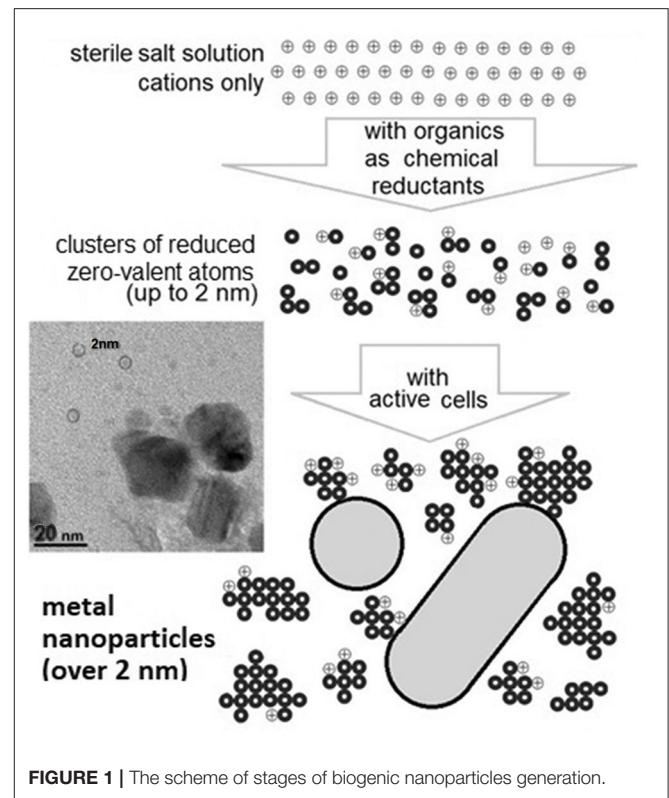 sterile salt solution
cations only
with organics
as chemical
reductants
clusters of reduced
zero-valent atoms
(up to 2 nm)
2nm
with
active cells
20 nm
metal
nanoparticles
(over 2 nm)
FIGURE 1 | The scheme of stages of biogenic nanoparticles generation.